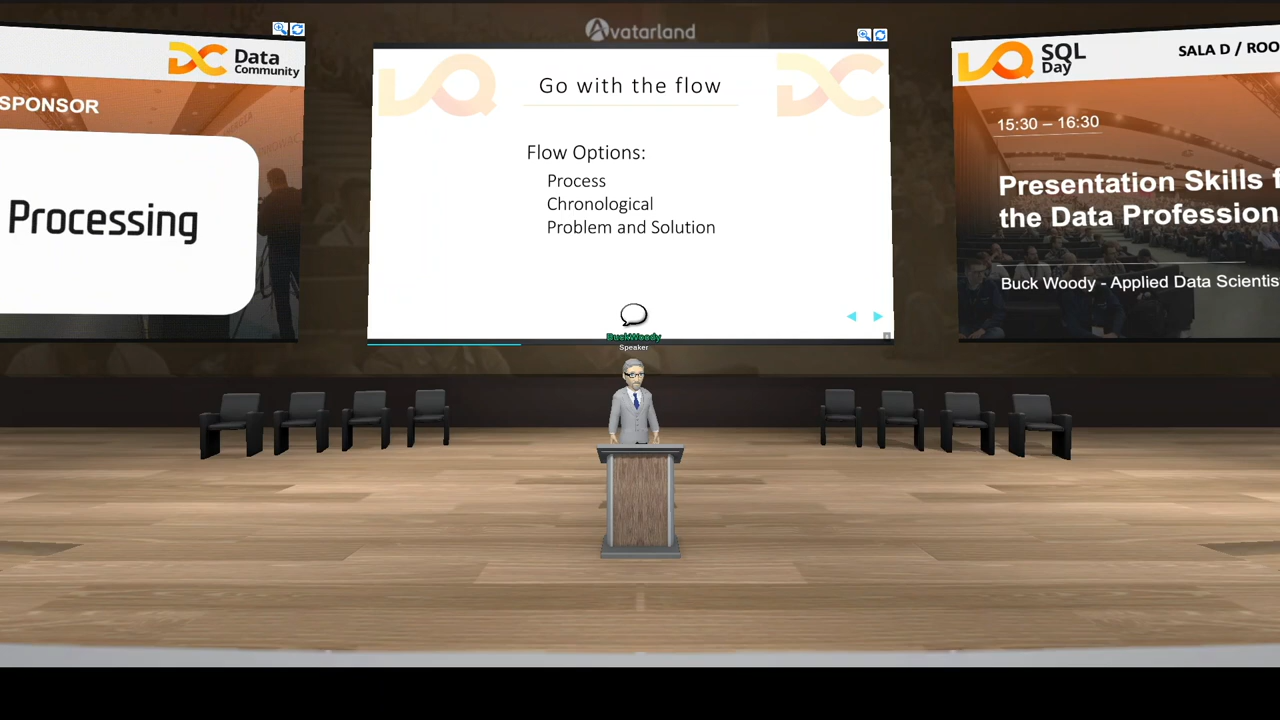 Avatarland
Data
Community
SPONSOR
Processing
Go with the flow
Flow Options:
Process
Chronological
Problem and Solution
BuckWoody
Speaker
SQL
Day
SALA D / ROO
15:30 – 16:30
Presentation Skills f
the Data Profession
Buck Woody - Applied Data Scientis